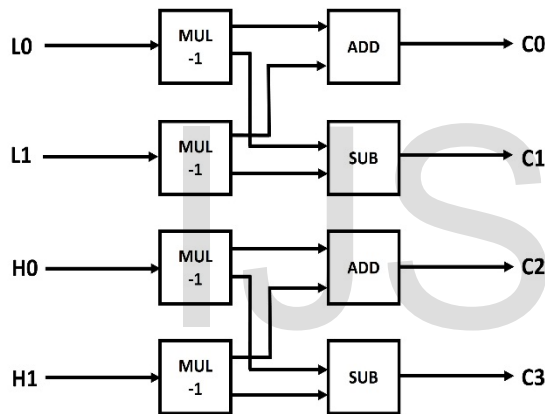 L0 MUL -1 ADD C0
L1 MUL -1 SUB C1
H0 MUL -1 ADD C2
H1 MUL -1 SUB C3
IJS